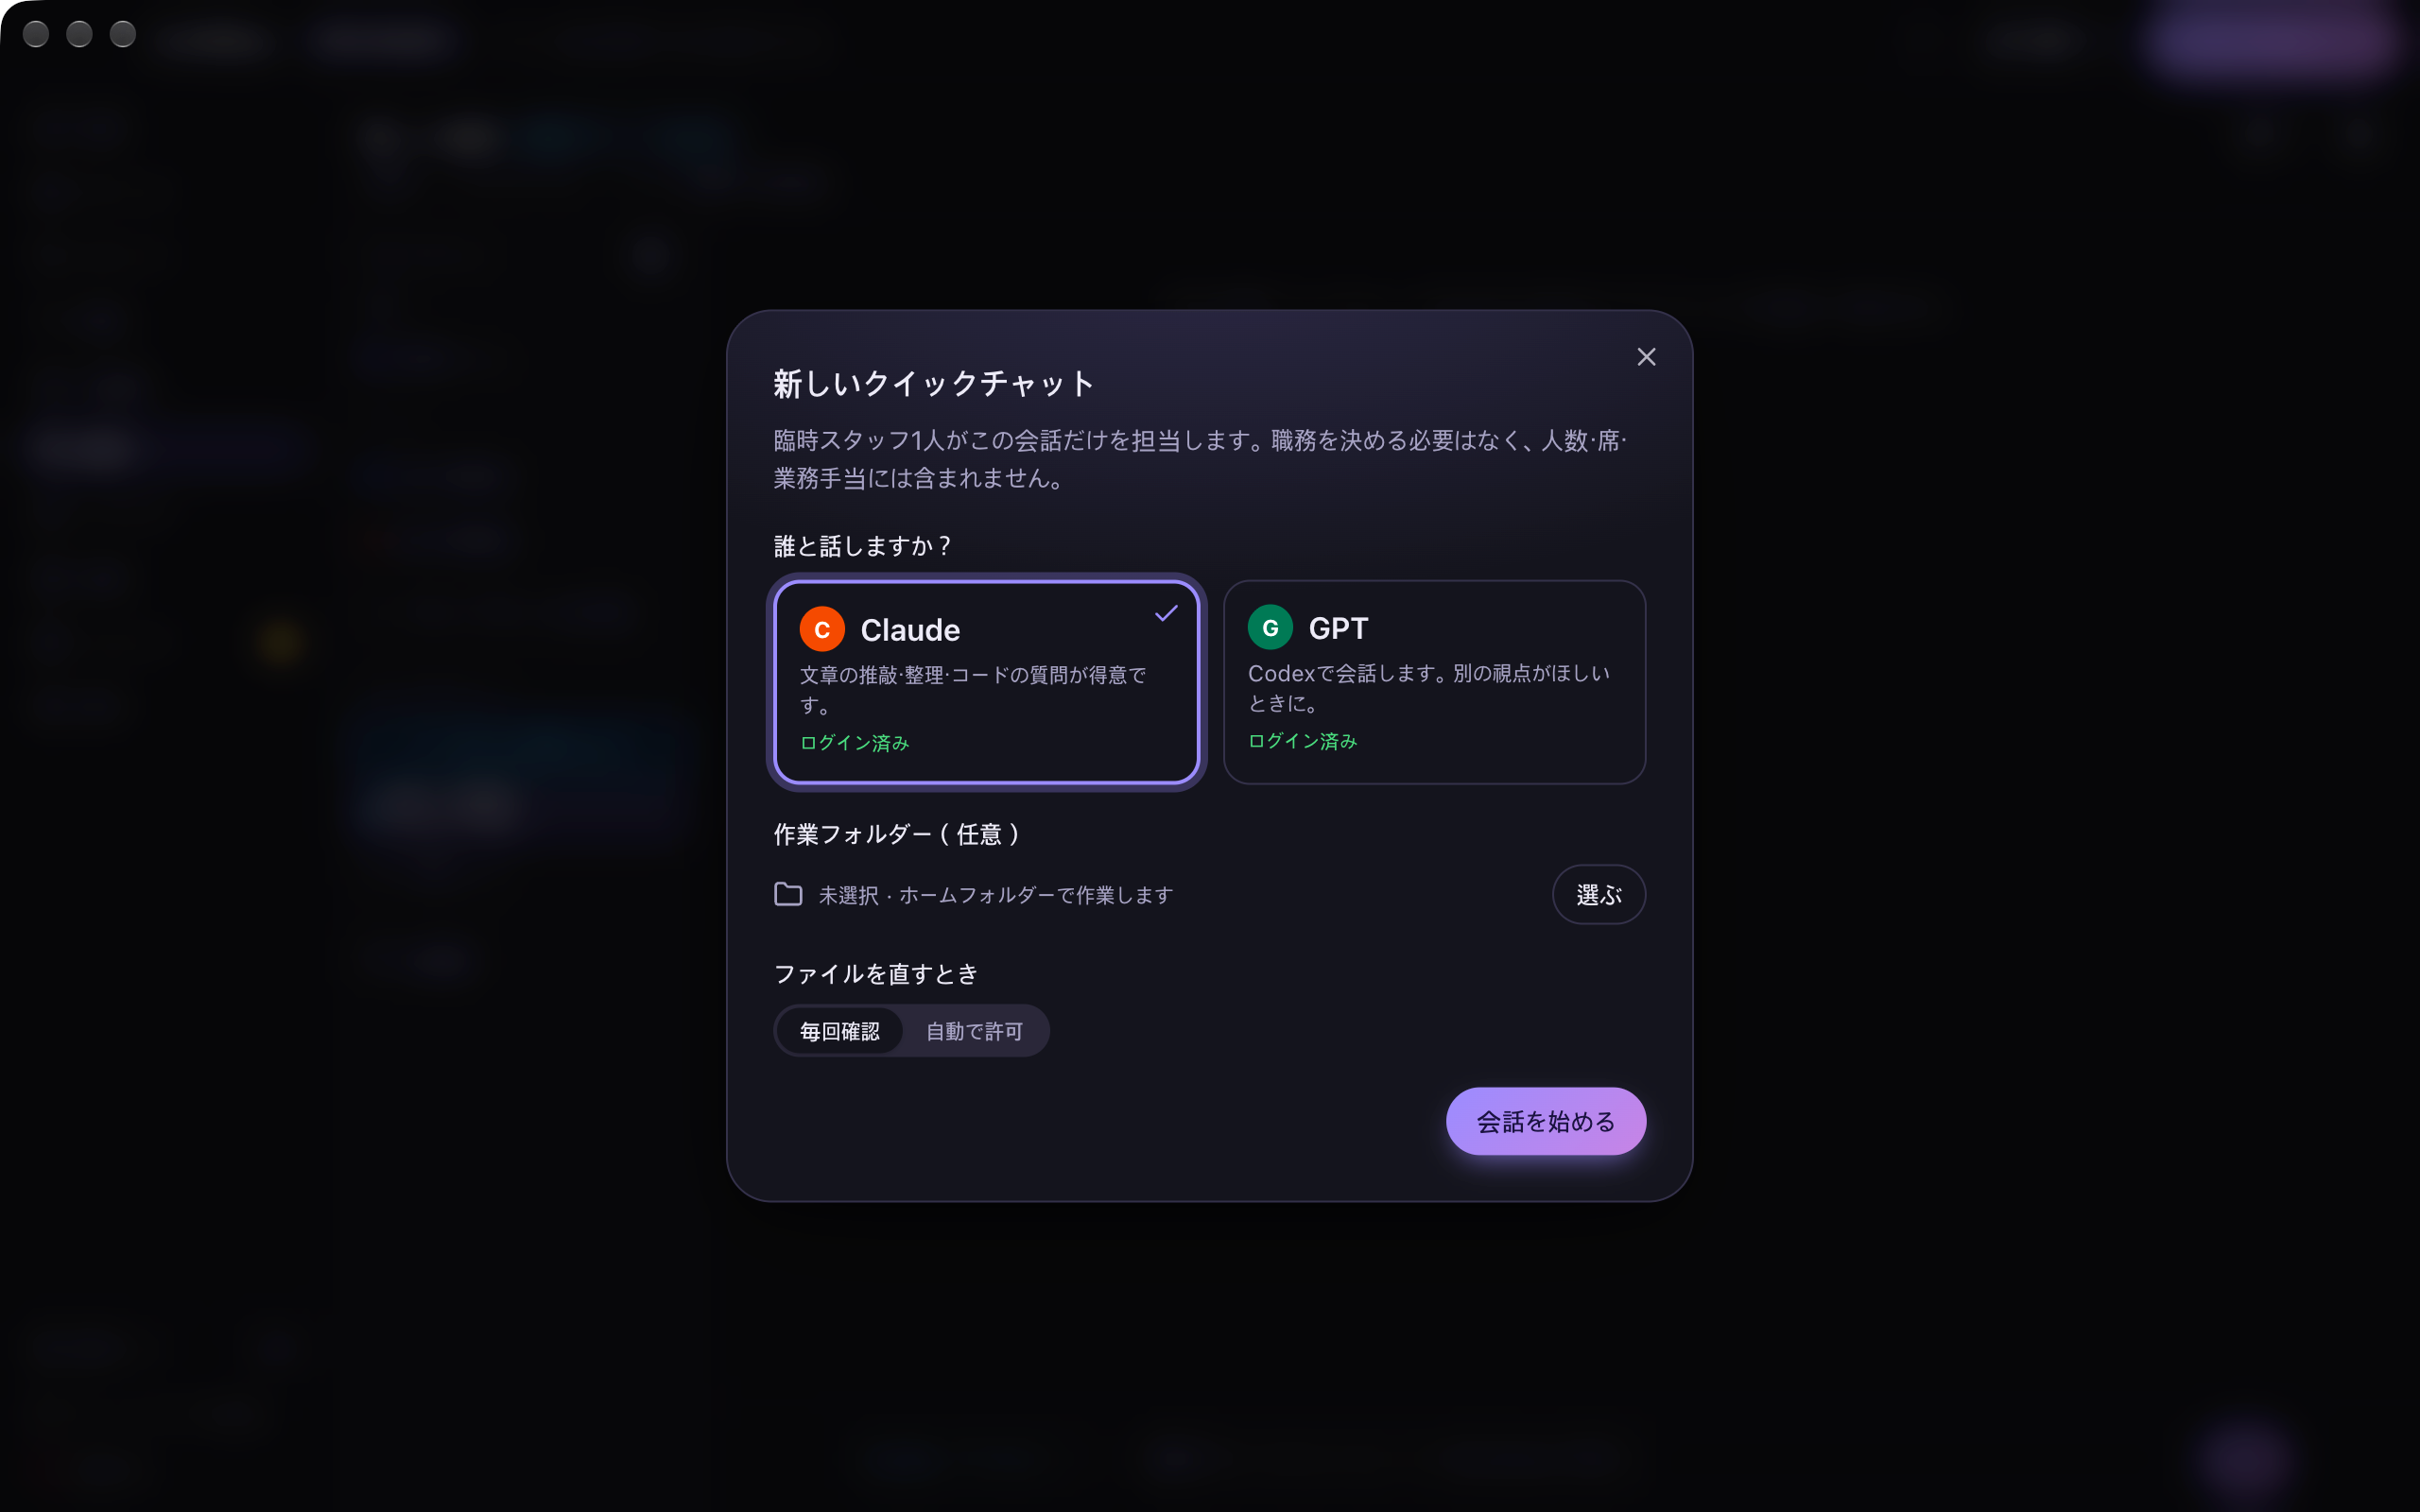 新しいクイックチャット
臨時スタッフ1人がこの会話だけを担当します。職務を決める必要はなく、人数·席·
業務手当には含まれません。
誰と話しますか？
C Claude
文章の推敲·整理·コードの質問が得意で
す。
ログイン済み
G GPT
Codexで会話します。別の視点がほしい
ときに。
ログイン済み
作業フォルダー（任意）
未選択 · ホームフォルダーで作業します
選ぶ
ファイルを直すとき
毎回確認 自動で許可
会話を始める